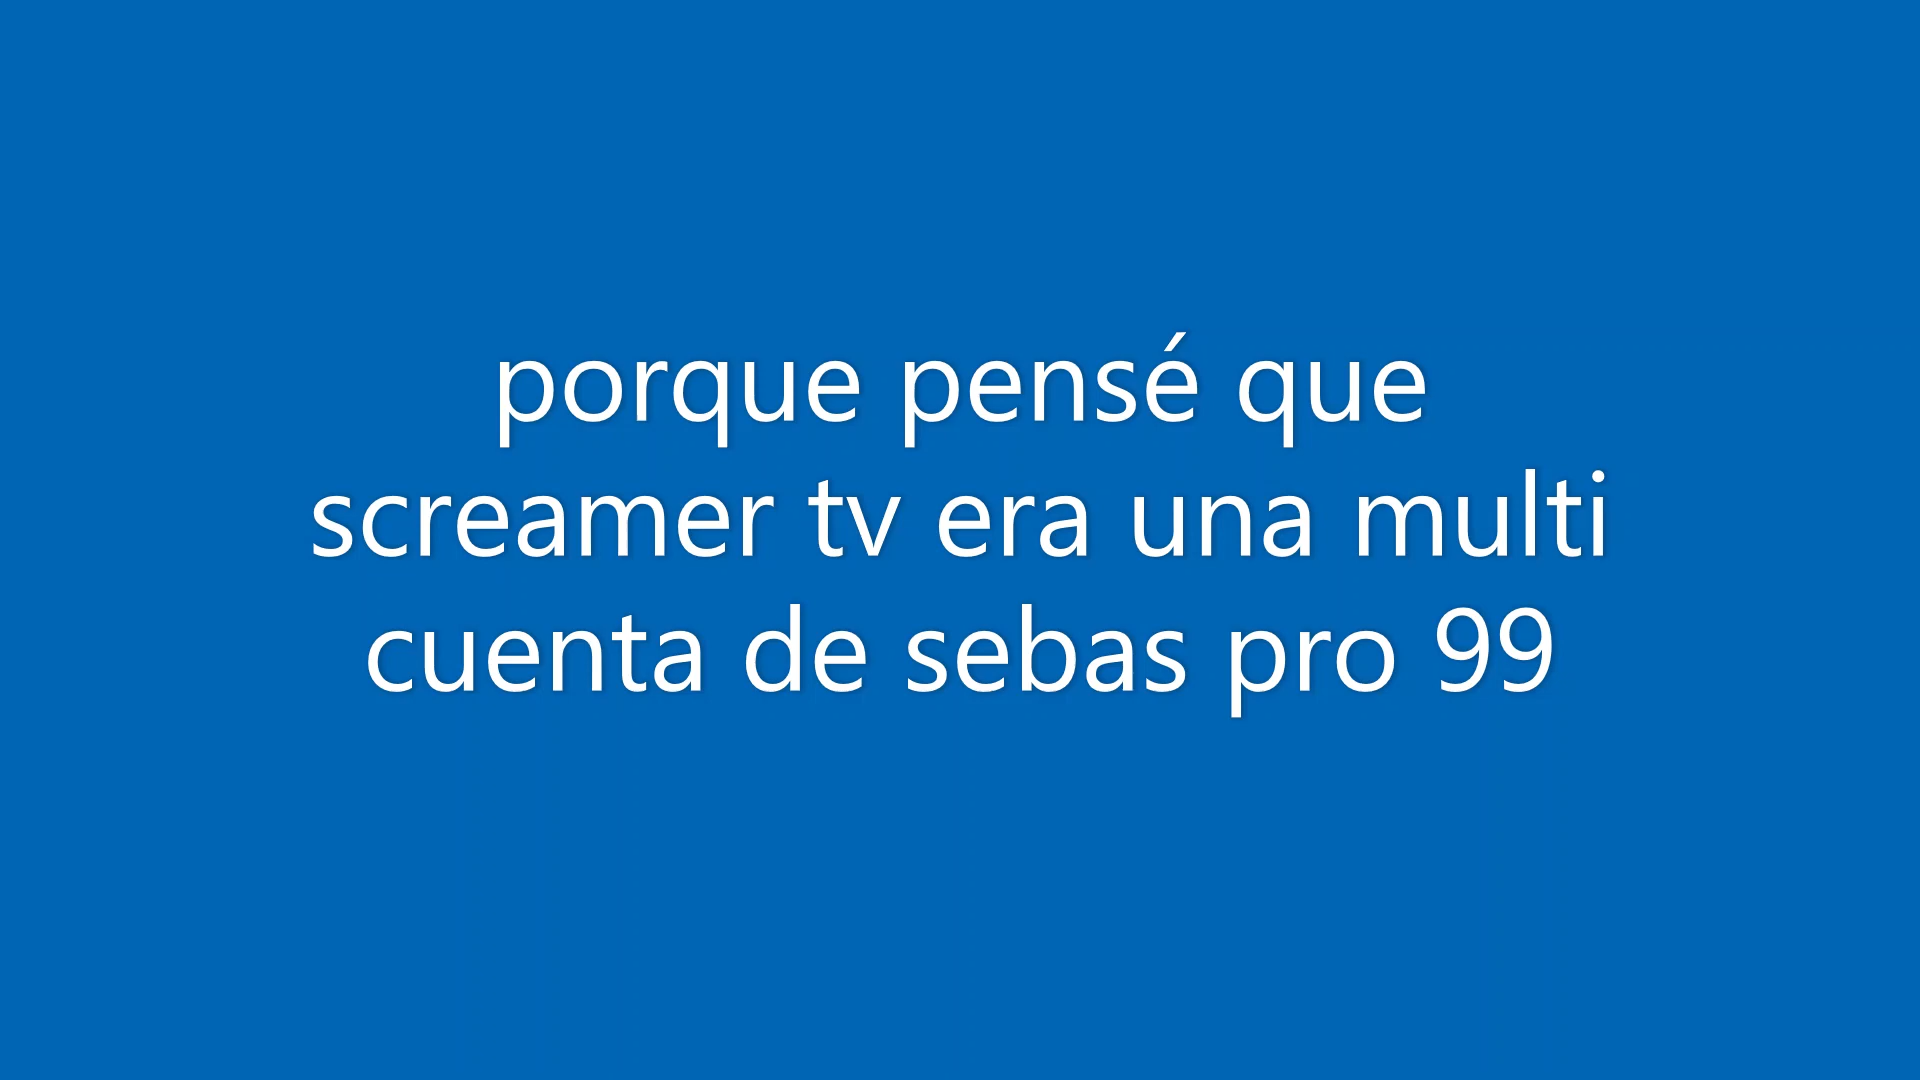 porque pensé que
screamer tv era una multi
cuenta de sebas pro 99